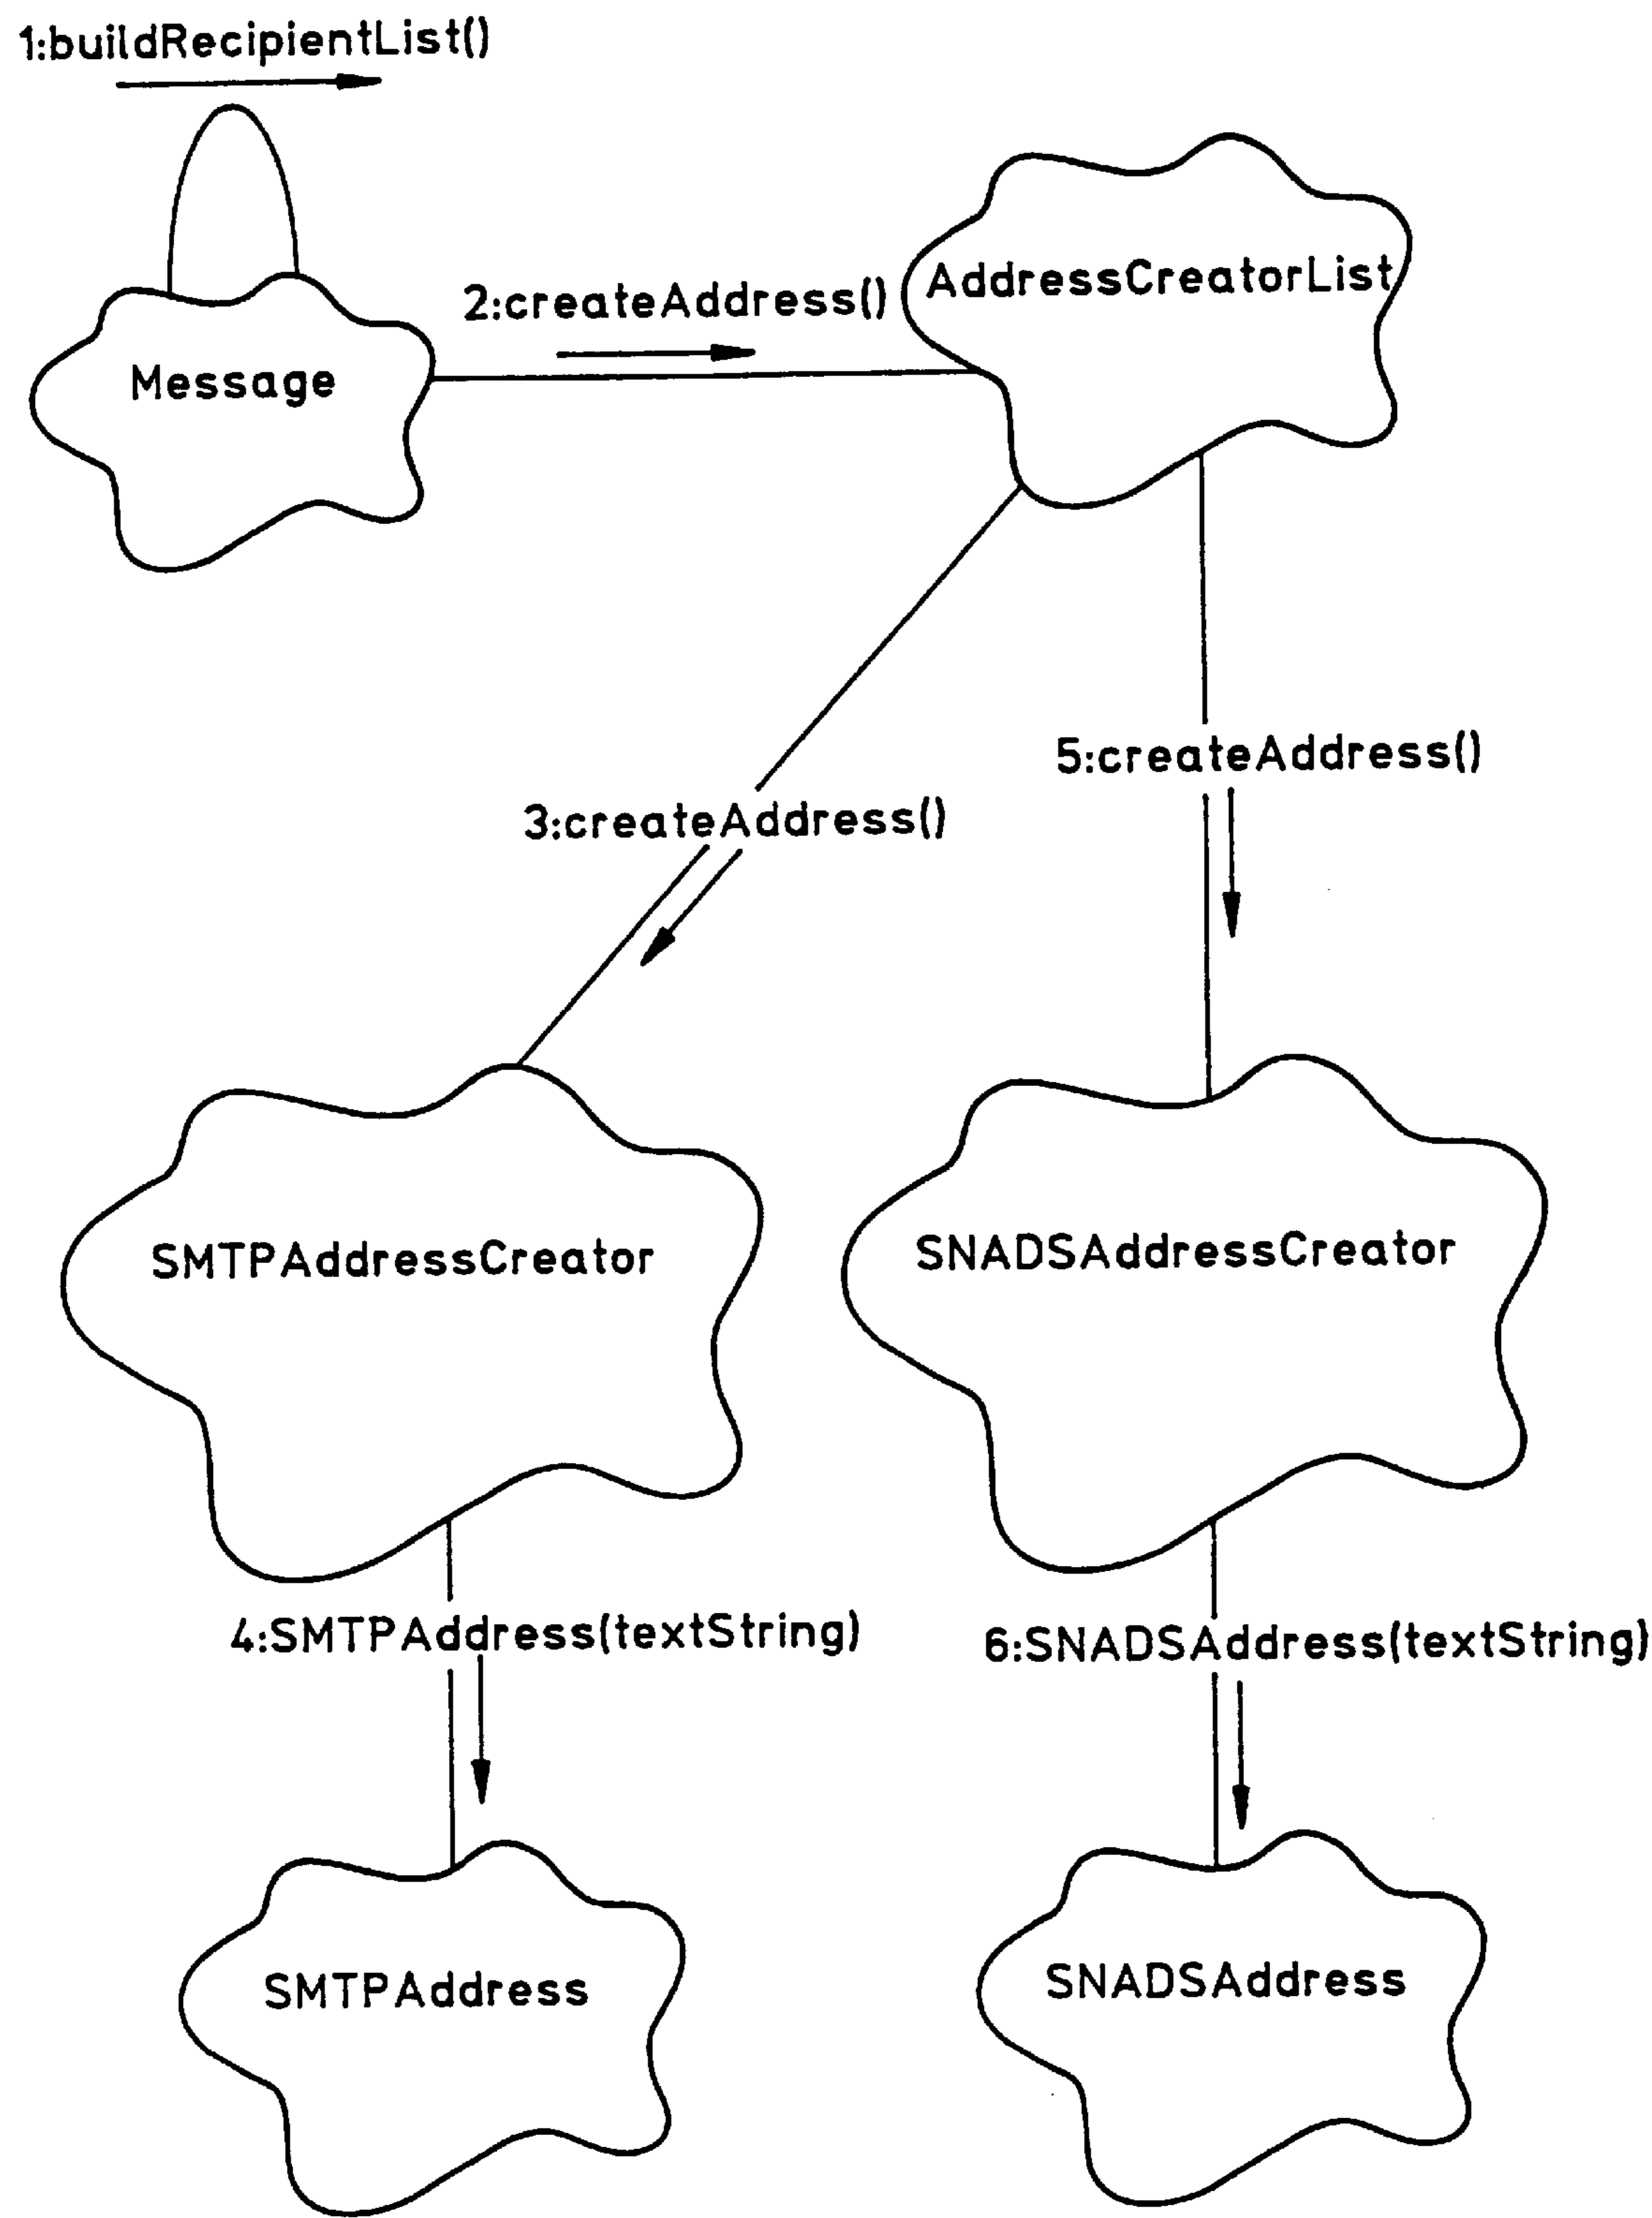 1:buildRecipientList()
AddressCreatorList
2:createAddress()
Message
5:createAddress()
3:createAddress()
SMTPAddressCreator
SNADSAddressCreator
4:SMTPAddress(textString)
6:SNADSAddress(textString)
SMTPAddress
SNADSAddress